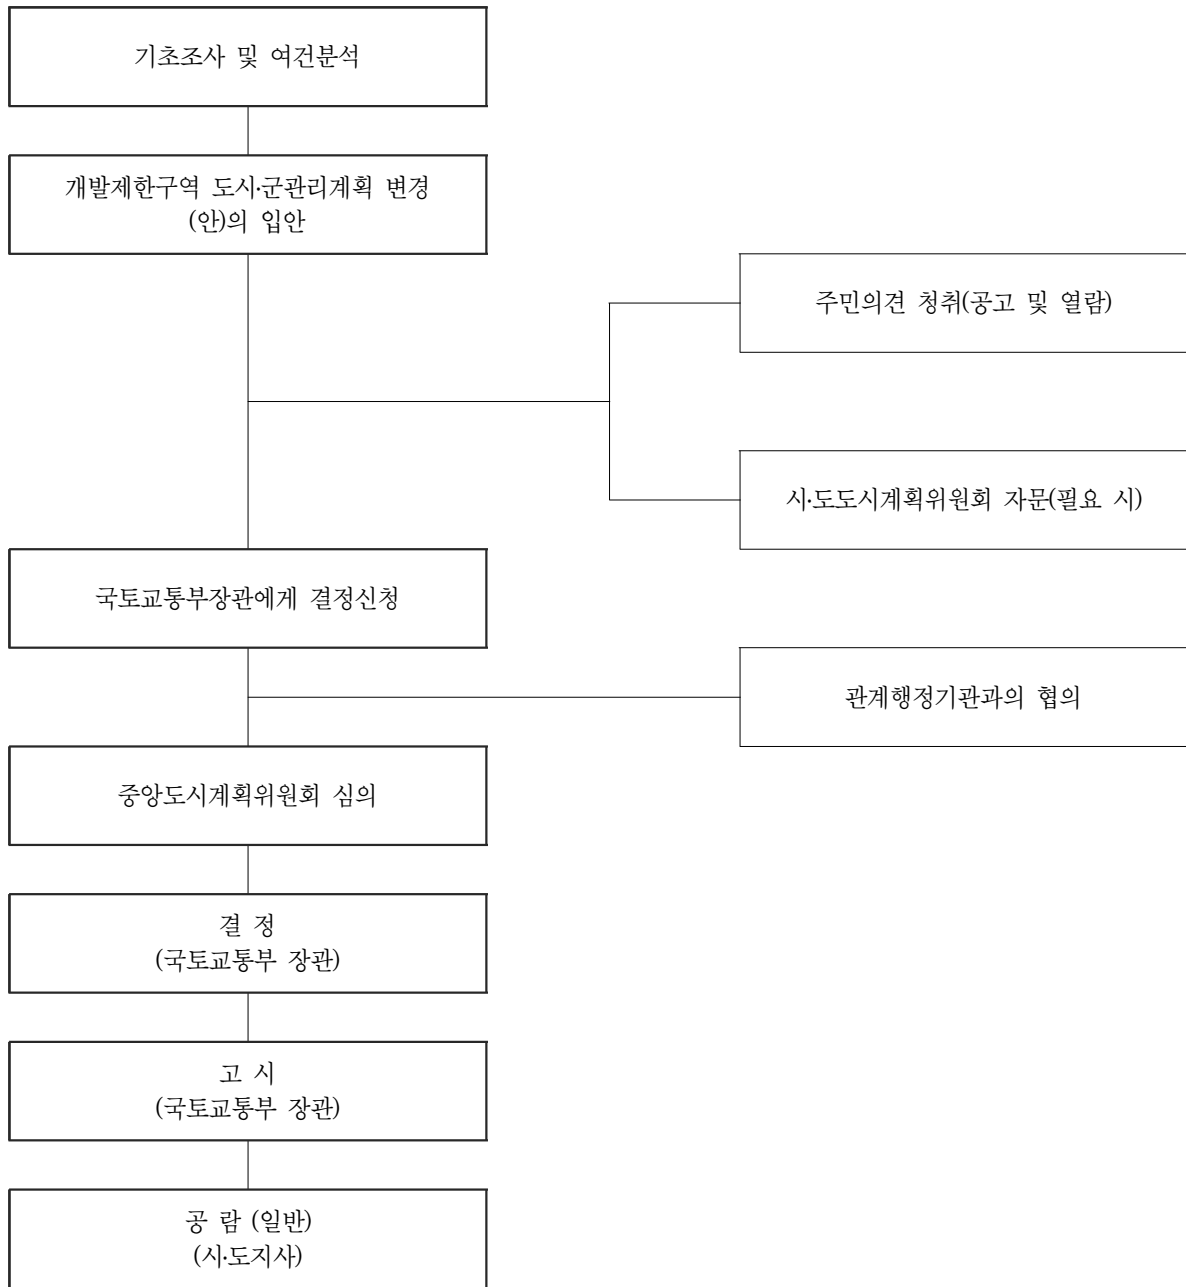 기초조사 및 여건분석
개발제한구역 도시·군관리계획 변경
(안)의 입안
주민의견 청취(공고 및 열람)
시·도도시계획위원회 자문(필요 시)
국토교통부장관에게 결정신청
관계행정기관과의 협의
중앙도시계획위원회 심의
결 정
(국토교통부 장관)
고 시
(국토교통부 장관)
공 람 (일반)
(시·도지사)